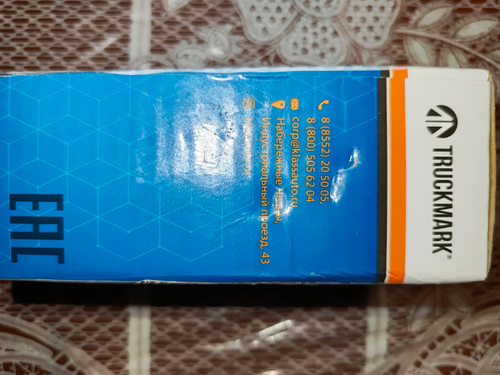 TRUCKMARK®
8 (8552) 20 50 05,
8 (800) 505 62 04
corp@klassauto.ru
Набережные Челны,
Индустриальный проезд, 43
EAC